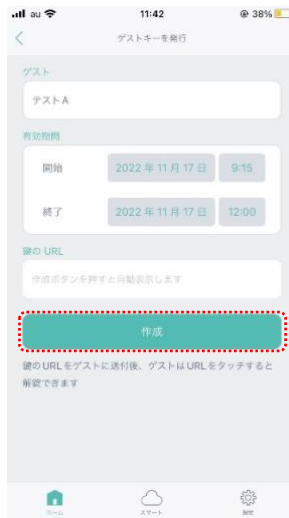 au 11:42 38%
ゲストキーを発行
ゲスト
テストA
有効期間
開始 2022年11月17日 9:15
終了 2022年11月17日 12:00
鍵の URL
作成ボタンを押すと自動表示します
作成
鍵のURLをゲストに送付後、ゲストはURLをタッチすると
解錠できます
ホーム スマート 設定